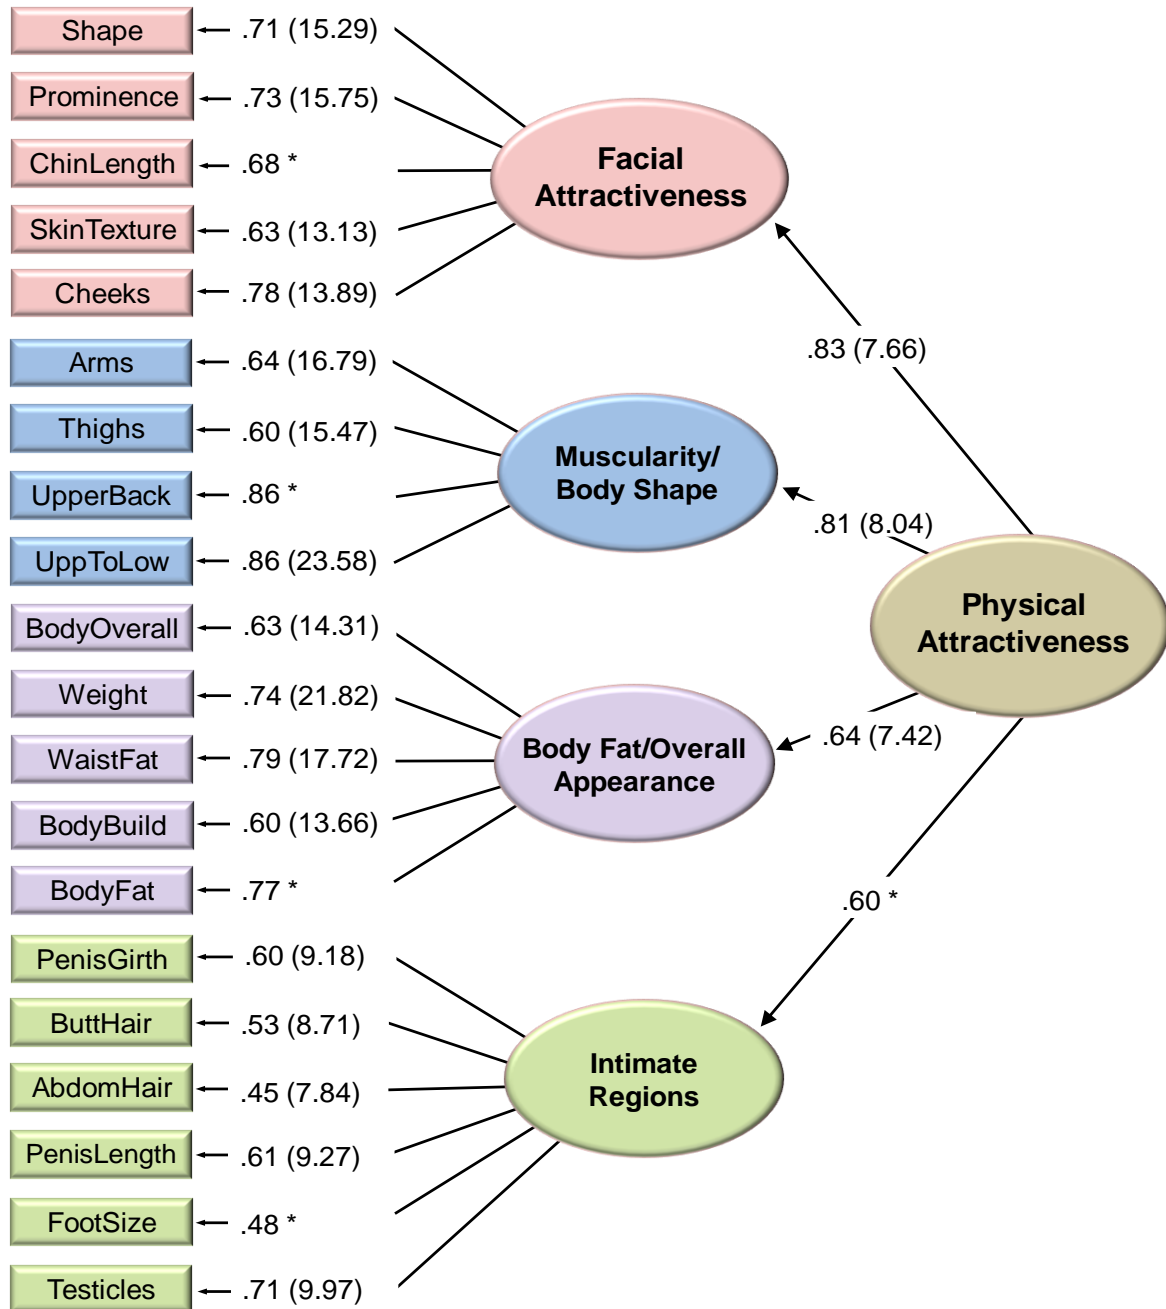 Shape .71 (15.29)
Prominence .73 (15.75)
ChinLength .68 *
SkinTexture .63 (13.13)
Cheeks .78 (13.89)
Facial
Attractiveness
.83 (7.66)
Arms .64 (16.79)
Thighs .60 (15.47)
UpperBack .86 *
UppToLow .86 (23.58)
Muscularity/
Body Shape
.81 (8.04)
Physical
Attractiveness
BodyOverall .63 (14.31)
Weight .74 (21.82)
WaistFat .79 (17.72)
BodyBuild .60 (13.66)
BodyFat .77 *
Body Fat/Overall
Appearance
.64 (7.42)
.60 *
PenisGirth .60 (9.18)
ButtHair .53 (8.71)
AbdomHair .45 (7.84)
PenisLength .61 (9.27)
FootSize .48 *
Testicles .71 (9.97)
Intimate
Regions